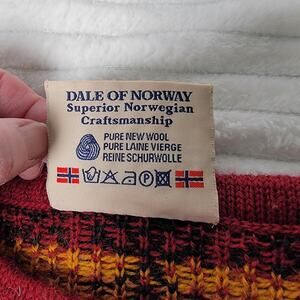 DALE OF NORWAY
Superior Norwegian
Craftsmanship
PURE NEW WOOL
PURE LAINE VIERGE
REINE SCHURWOLLE